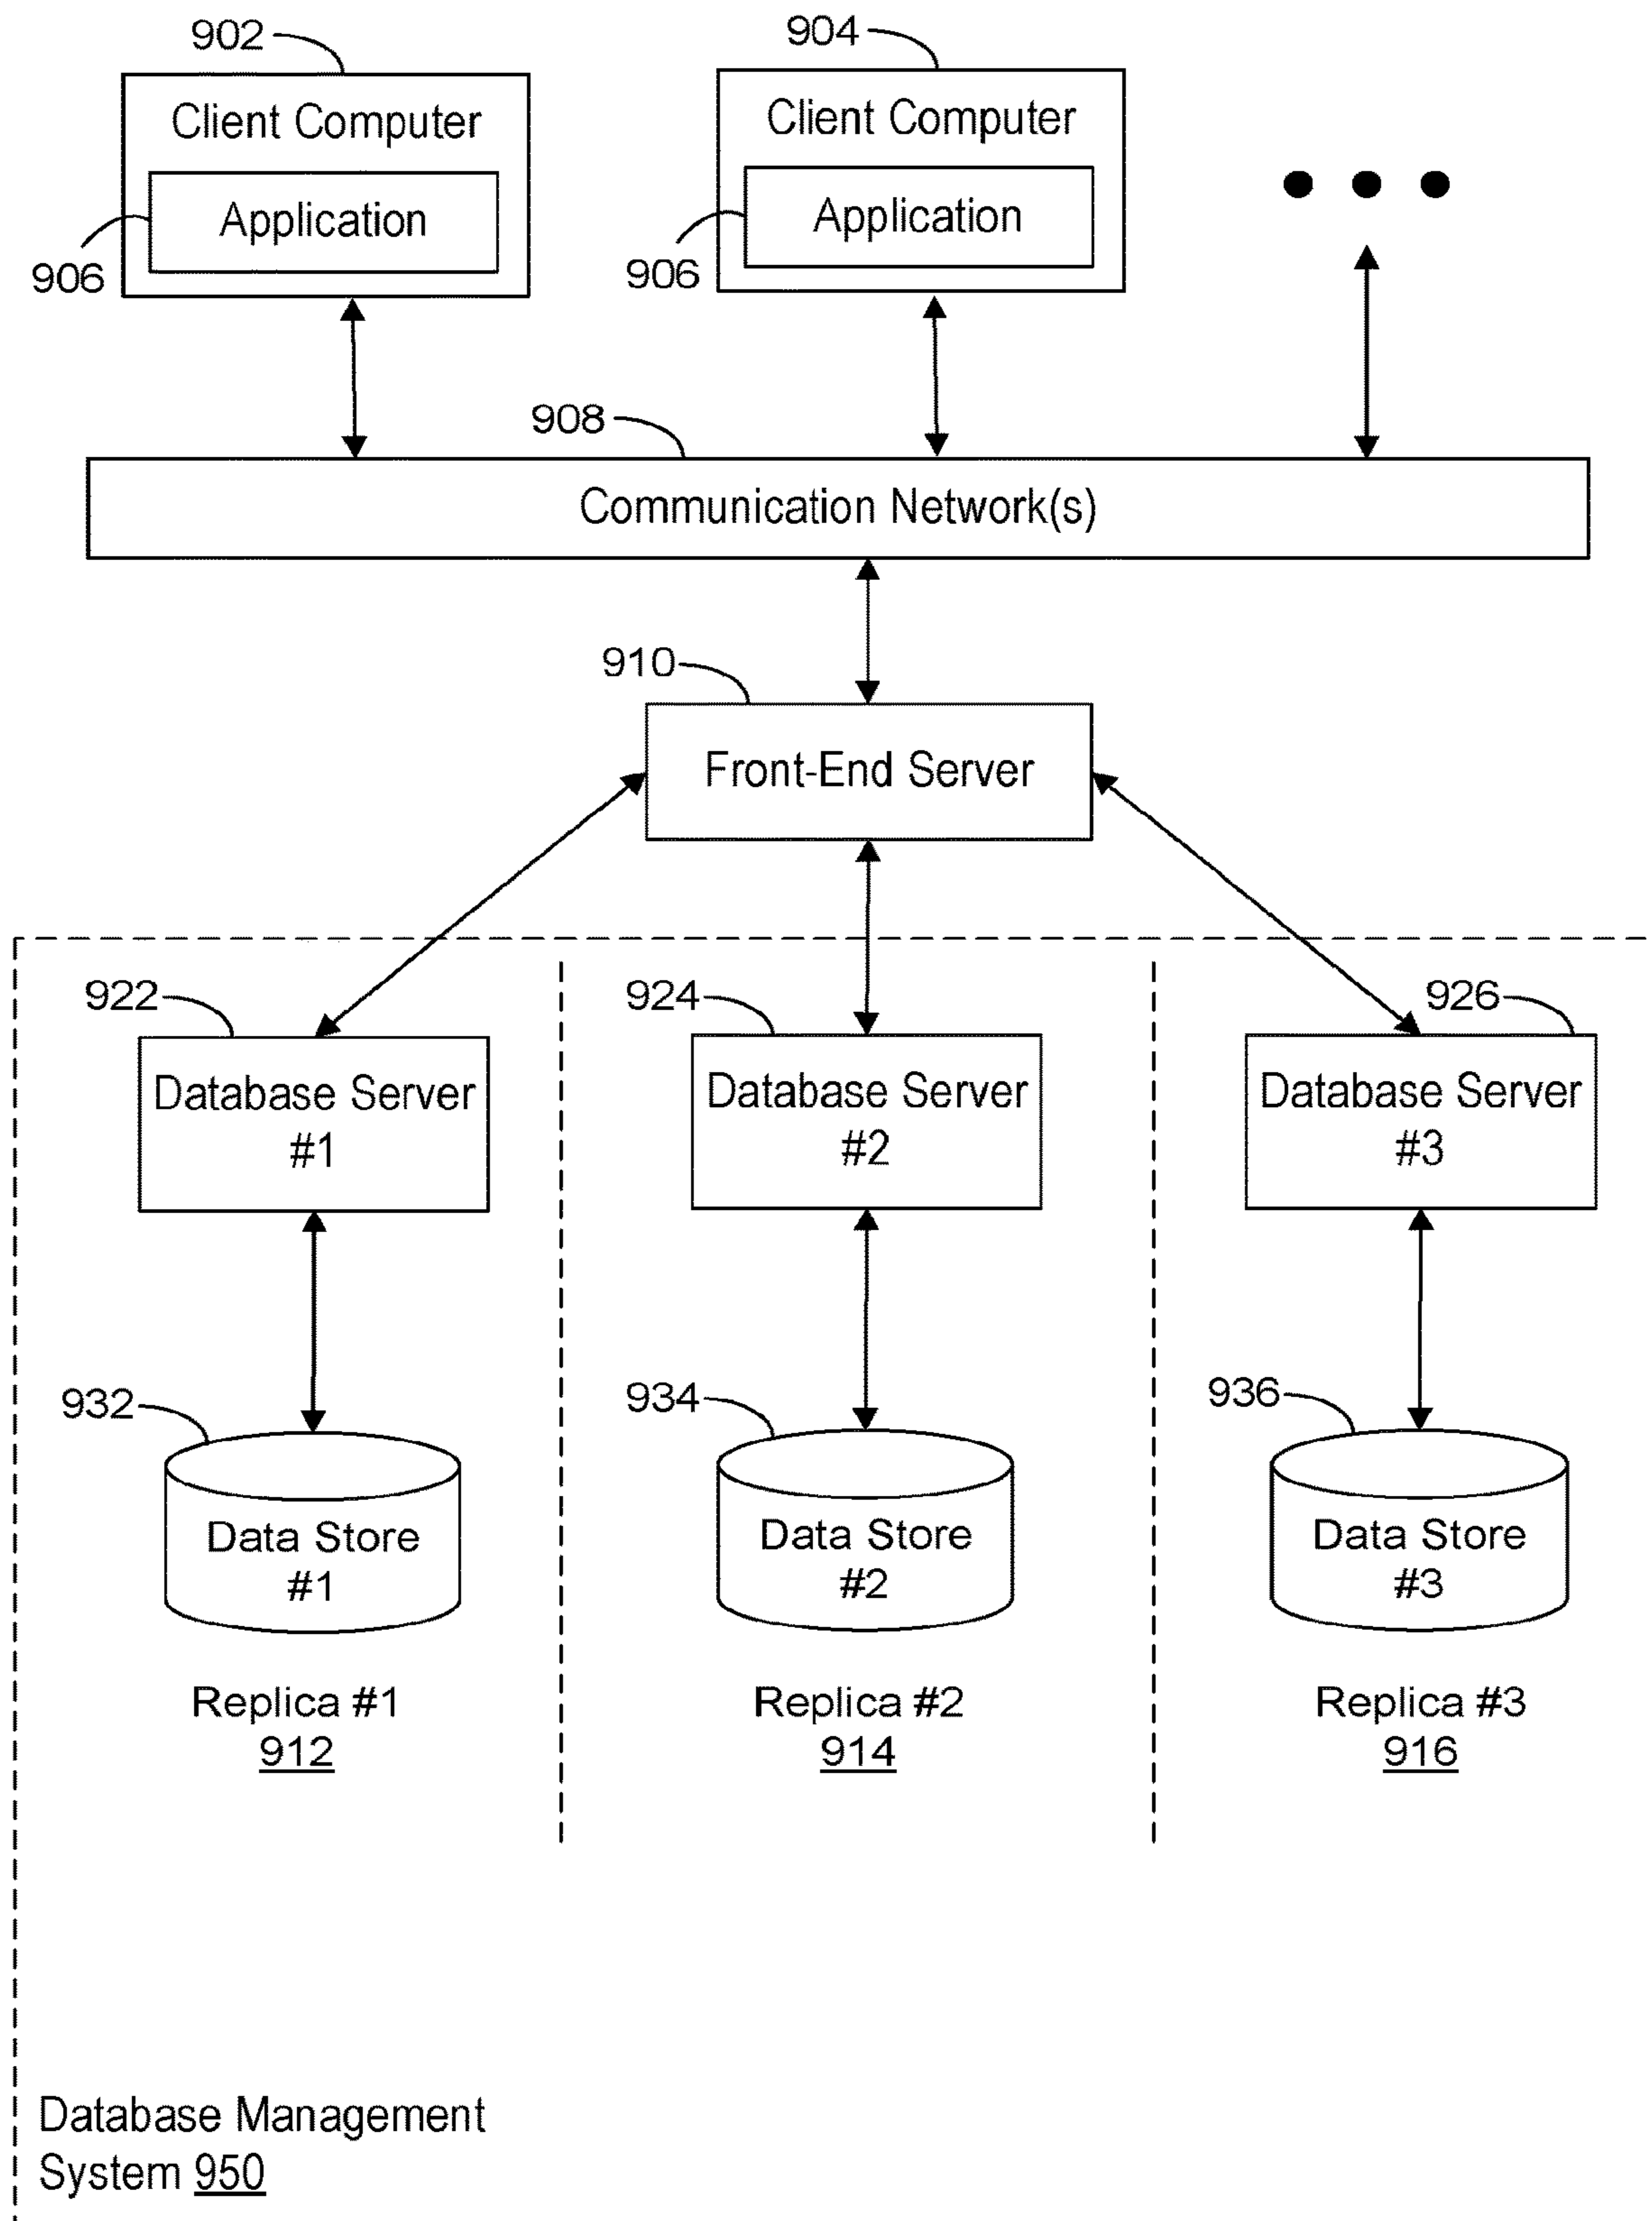 902
904
Client Computer
Client Computer
Application
Application
906
906
908
Communication Network(s)
910
Front-End Server
922
924
926
Database Server
#1
Database Server
#2
Database Server
#3
932
934
936
Data Store
#1
Data Store
#2
Data Store
#3
Replica #1
912
Replica #2
914
Replica #3
916
Database Management
System 950